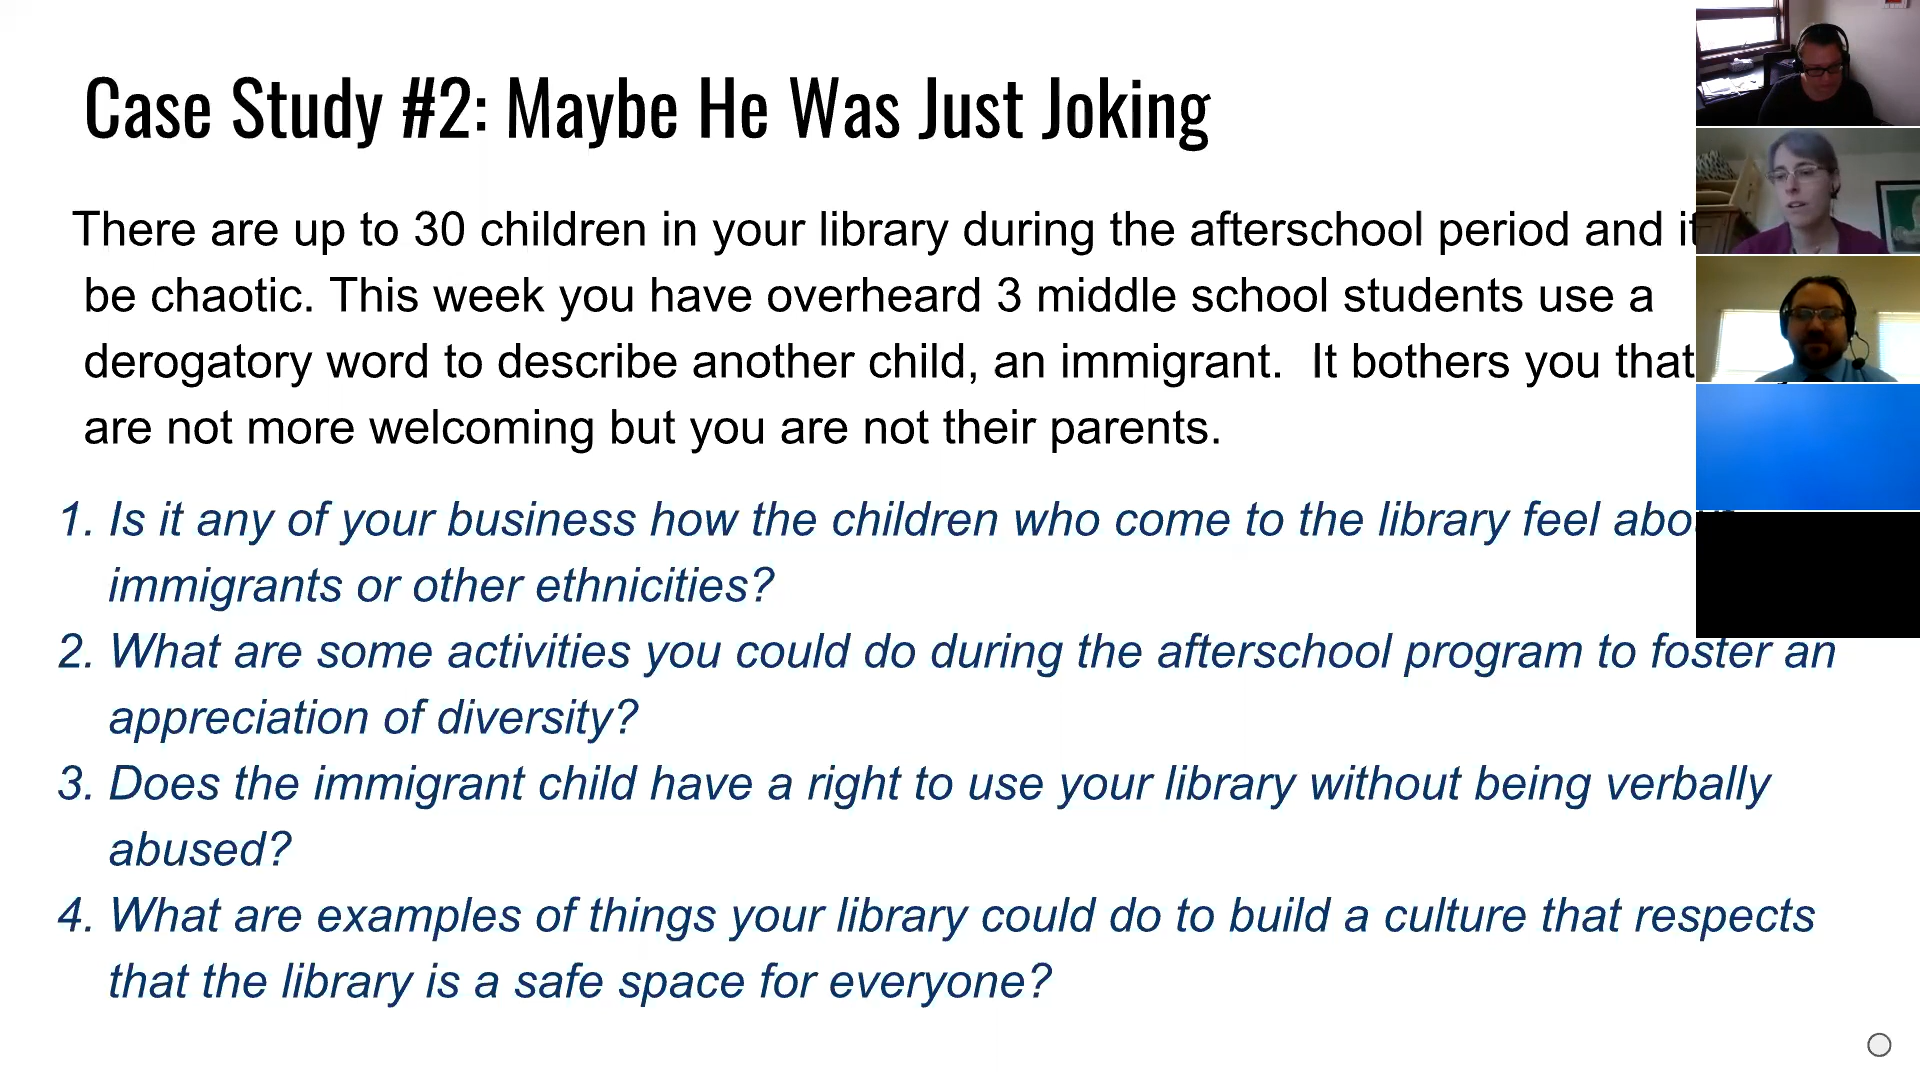 Case Study #2: Maybe He Was Just Joking
There are up to 30 children in your library during the afterschool period and
be chaotic. This week you have overheard 3 middle school students use a
derogatory word to describe another child, an immigrant.  It bothers you that
are not more welcoming but you are not their parents.
1. Is it any of your business how the children who come to the library feel about
immigrants or other ethnicities?
2. What are some activities you could do during the afterschool program to foster an
appreciation of diversity?
3. Does the immigrant child have a right to use your library without being verbally
abused?
4. What are examples of things your library could do to build a culture that respects
that the library is a safe space for everyone?